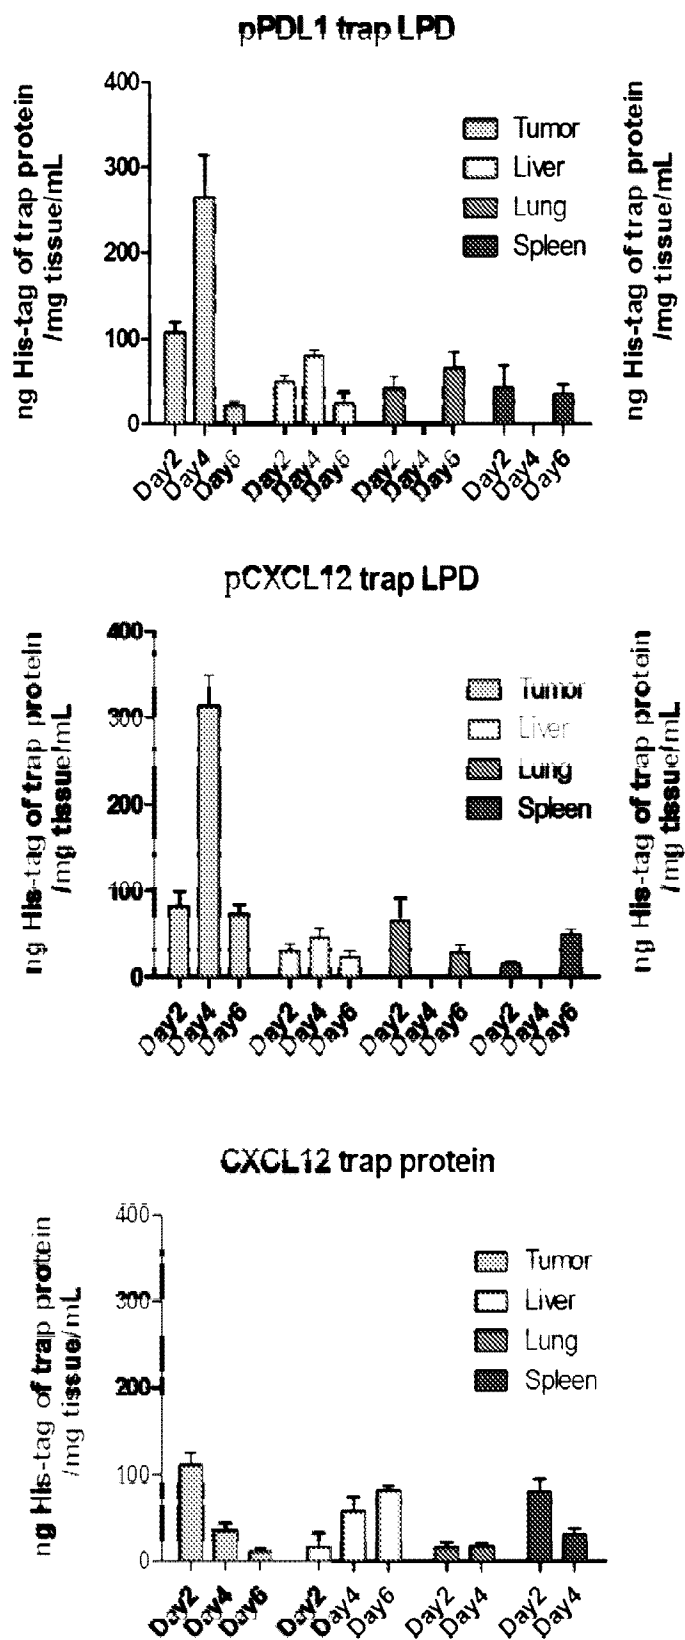 pPDL1 trap LPD
ng His-tag of trap protein
/mg tissue/mL
400
300
200
100
0
Tumor
Liver
Lung
Spleen
Day2
Day4
Day6
Day2
Day4
Day6
Day2
Day4
Day6
Day2
Day4
Day6
ng His-tag of trap protein
/mg tissue/mL
pCXCL12 trap LPD
ng His-tag of trap protein
/mg tissue/mL
400
300
200
100
0
Tumor
Liver
Lung
Spleen
Day2
Day4
Day6
Day2
Day4
Day6
Day2
Day4
Day6
Day2
Day4
Day6
ng His-tag of trap protein
/mg tissue/mL
CXCL12 trap protein
ng His-tag of trap protein
/mg tissue/mL
400
300
200
100
0
Tumor
Liver
Lung
Spleen
Day2
Day4
Day6
Day2
Day4
Day6
Day2
Day4
Day2
Day4